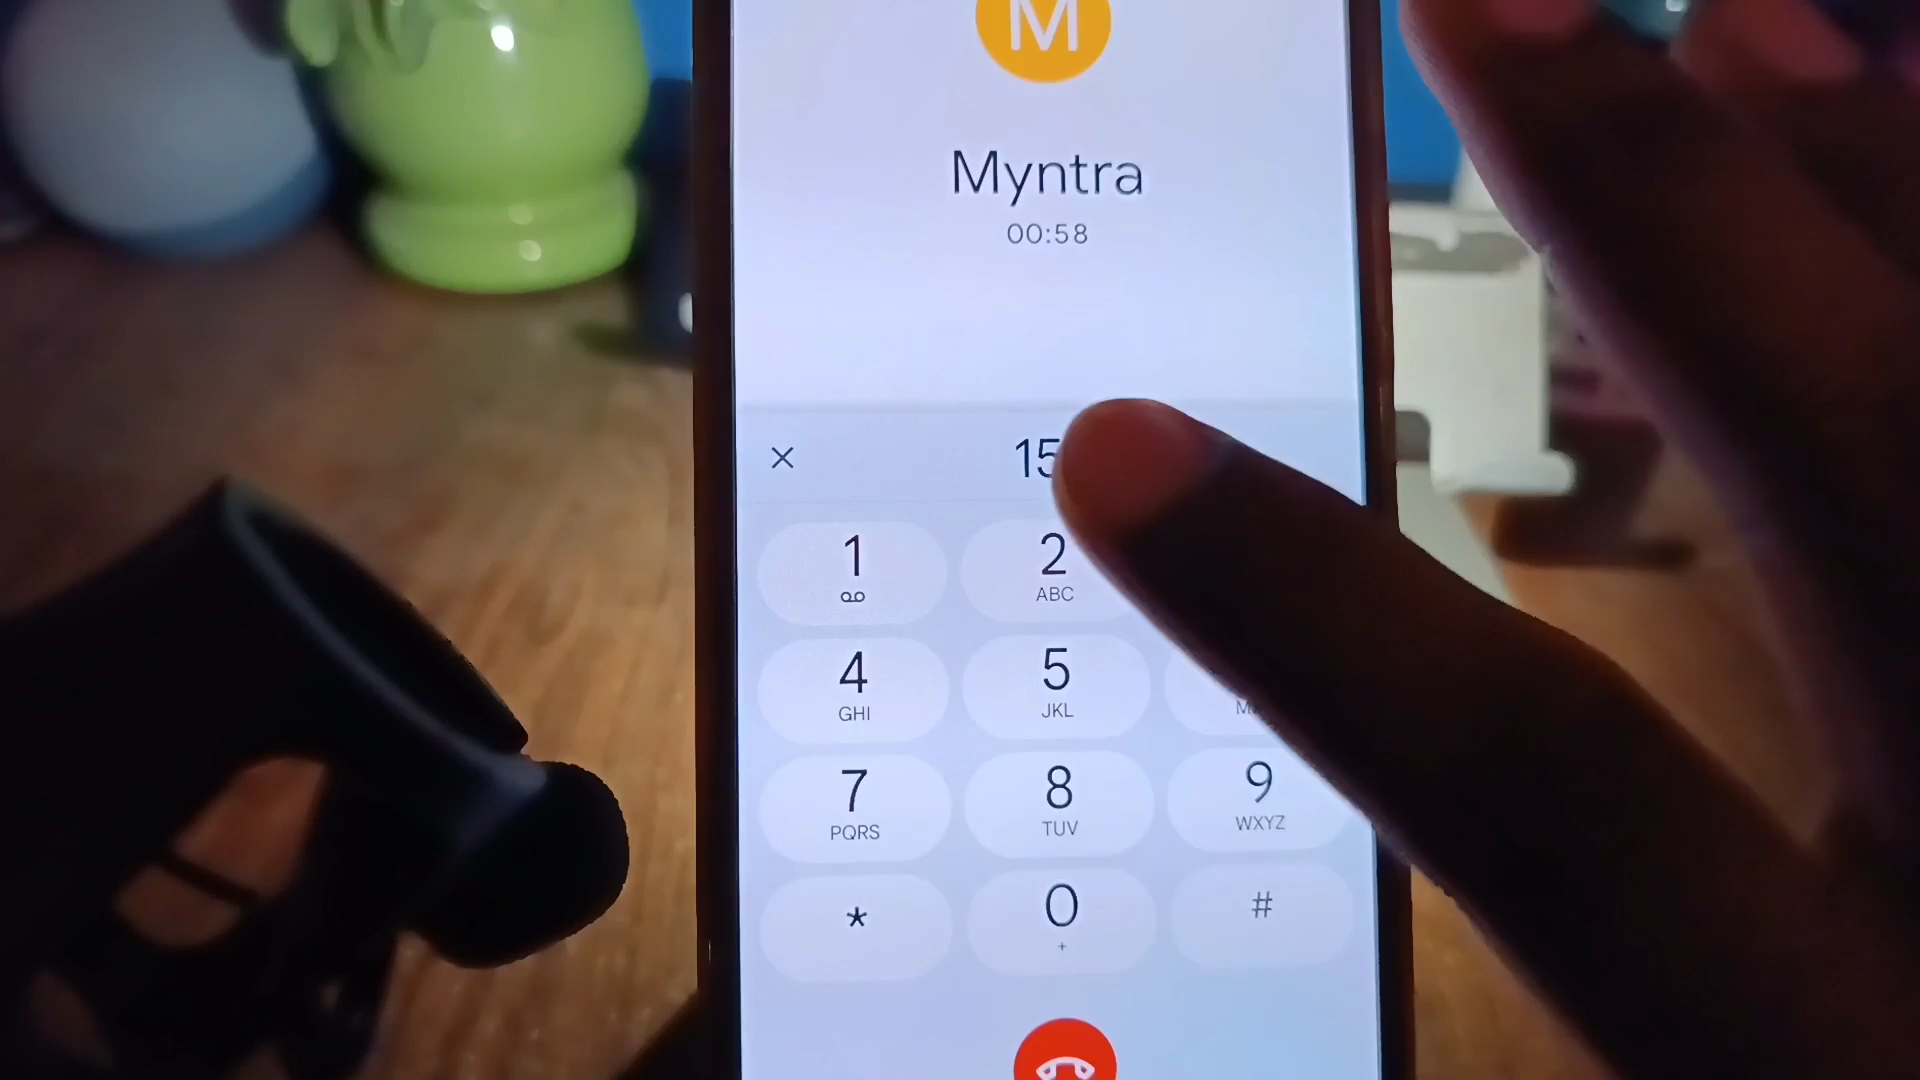 M
Myntra
00:58
× 15
1 2
ABC
4 5
GHI JKL
7 8 9
PQRS TUV WXYZ
* 0 #
+